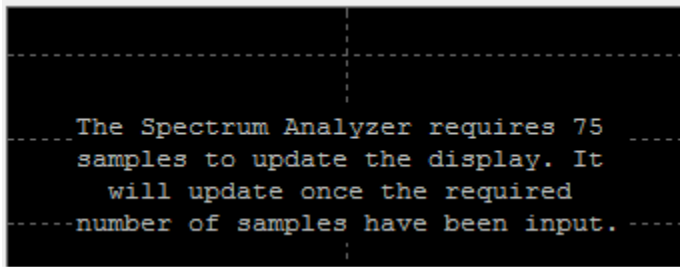 The Spectrum Analyzer requires 75
samples to update the display. It
will update once the required
number of samples have been input.